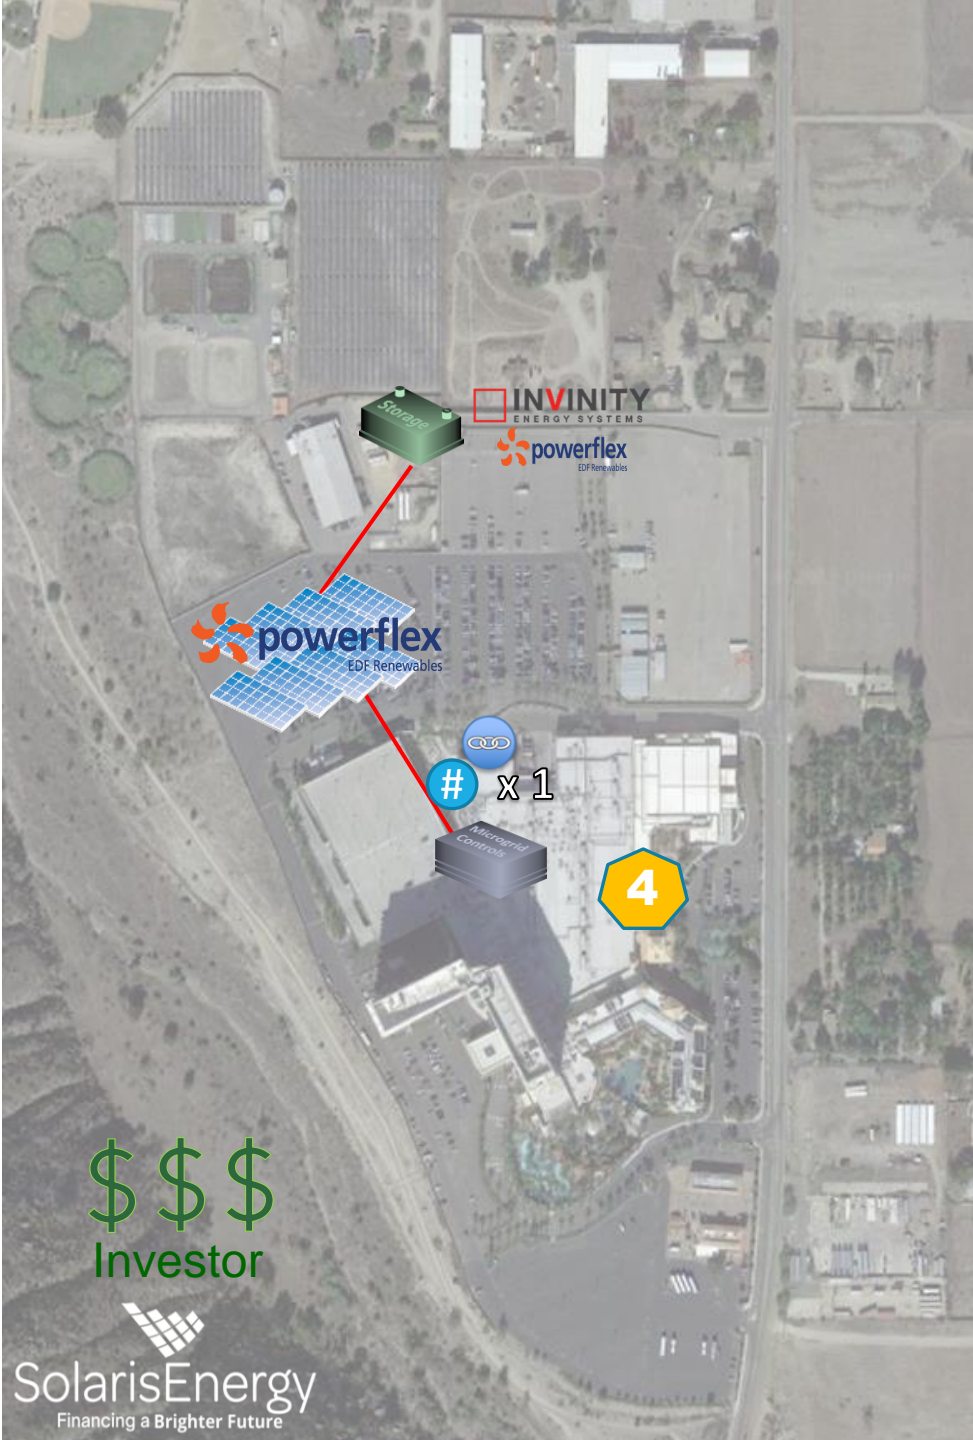 Storage
INVINITY
ENERGY SYSTEMS
powerflex
EDF Renewables
powerflex
EDF Renewables
# x 1
Microgrid
Controls
4
$ $ $
Investor
SolarisEnergy
Financing a Brighter Future